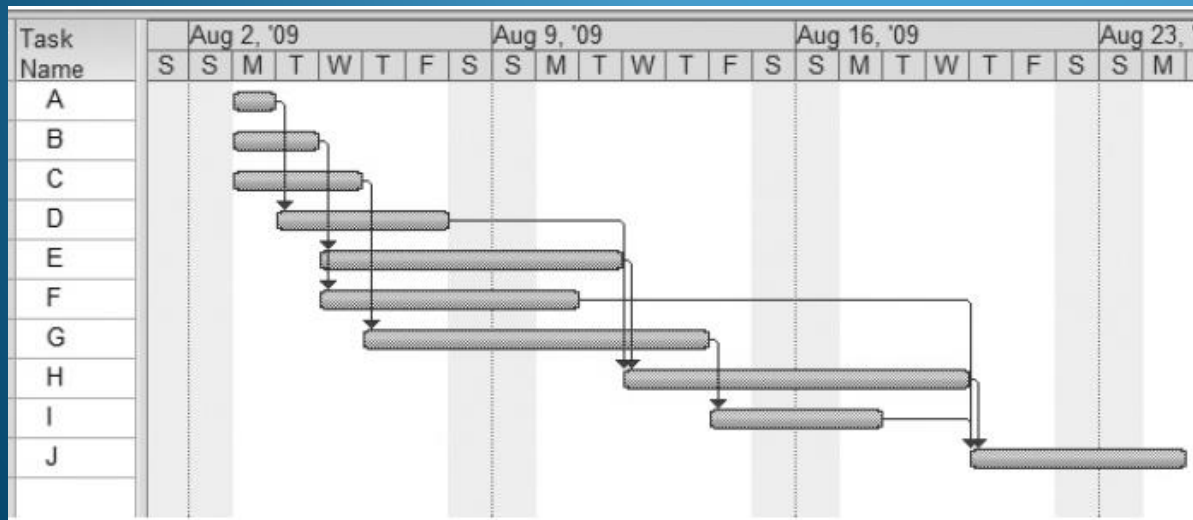 Task Name Aug 2, '09 Aug 9, '09 Aug 16, '09 Aug 23, '
S S M T W T F S S M T W T F S S M T W T F S S M
A
B
C
D
E
F
G
H
I
J